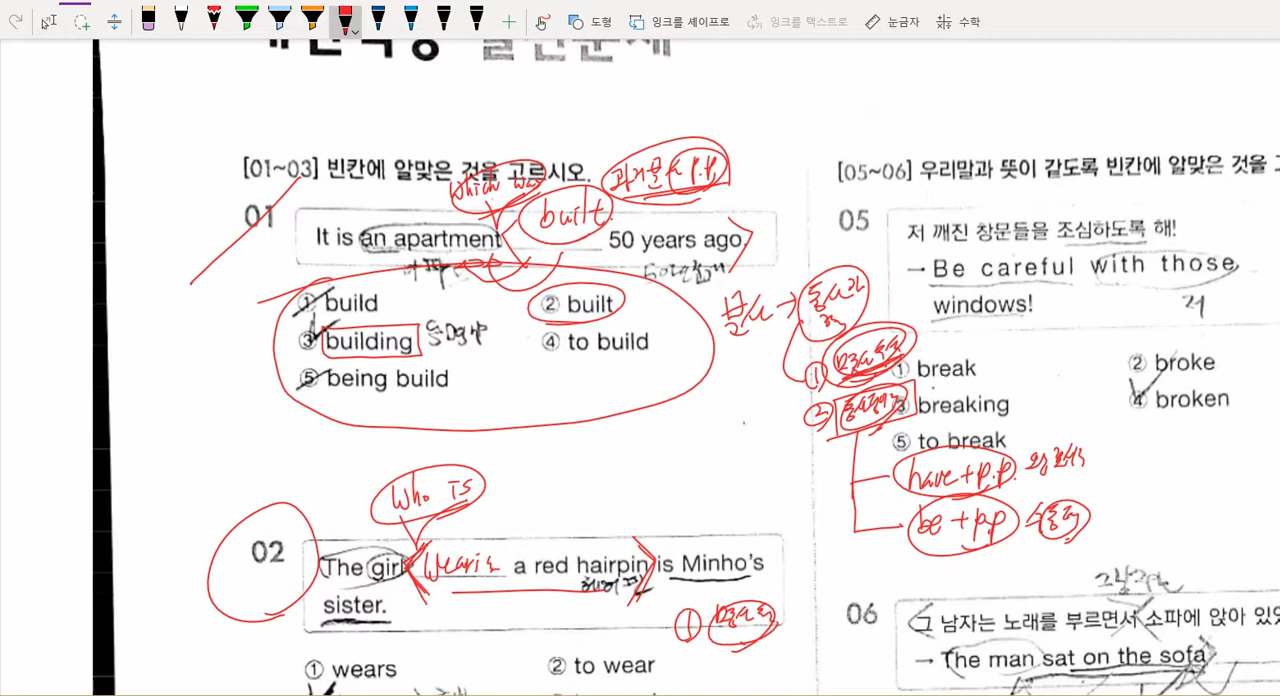 도형
잉크를 셰이프로
잉크를 텍스트로
눈금자
수학
[01~03] 빈칸에 알맞은 것을 고르시오.
which was
built
과거분사 p.p.
01
It is an apartment ________ 50 years ago.
① build
② built
③ building
④ to build
⑤ being build
분사 →
①
②
have + p.p.
be + p.p
who is
02
The girl wearing a red hairpin is Minho's
헤어핀
sister.
①
① wears
② to wear
[05~06] 우리말과 뜻이 같도록 빈칸에 알맞은 것을
05
저 깨진 창문들을 조심하도록 해!
→ Be careful with those
windows!
저
① break
② broke
③ breaking
④ broken
⑤ to break
06
그 남자는 노래를 부르면서 소파에 앉아
→ The man sat on the sofa